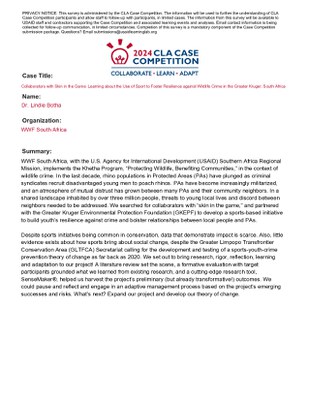 PRIVACY NOTICE: This survey is administered by the CLA Case Competition. The information will be used to further the understanding of CLA
Case Competition participants and allow staff to follow-up with participants, in limited cases. The information from this survey will be available to
USAID staff and contractors supporting the Case Competition and associated learning events and analyses. Email contact information is being
collected for follow-up communication, in limited circumstances. Completion of this survey is a mandatory component of the Case Competition
submission package. Questions? Email submissions@usaidlearninglab.org
2024 CLA CASE
COMPETITION
COLLABORATE • LEARN • ADAPT
Case Title:
Collaborators with Skin in the Game: Learning about the Use of Sport to Foster Resilience against Wildlife Crime in the Greater Kruger, South Africa
Name:
Dr. Lindie Botha
Organization:
WWF South Africa
Summary:
WWF South Africa, with the U.S. Agency for International Development (USAID) Southern Africa Regional
Mission, implements the Khetha Program, "Protecting Wildlife, Benefiting Communities," in the context of
wildlife crime. In the last decade, rhino populations in Protected Areas (PAs) have plunged as criminal
syndicates recruit disadvantaged young men to poach rhinos. PAs have become increasingly militarized,
and an atmosphere of mutual distrust has grown between many PAs and their community neighbors. In a
shared landscape inhabited by over three million people, threats to young local lives and discord between
neighbors needed to be addressed. We searched for collaborators with "skin in the game," and partnered
with the Greater Kruger Environmental Protection Foundation (GKEPF) to develop a sports-based initiative
to build youth's resilience against crime and bolster relationships between people and PAs.
Despite sports initiatives being common in conservation, data that demonstrate impact is scarce. Also, little
evidence exists about how sports bring about social change, despite the Greater Limpopo Transfrontier
Conservation Area (GLTFCA) Secretariat calling for the development and testing of a sports-youth-crime
prevention theory of change as far back as 2020. We set out to bring research, rigor, reflection, learning
and adaptation to our project! A literature review set the scene, a formative evaluation with target
participants grounded what we learned from existing research, and a cutting-edge research tool,
SenseMaker®, helped us harvest the project's preliminary (but already transformative!) outcomes. We
could pause and reflect and engage in an adaptive management process based on the project's emerging
successes and risks. What's next? Expand our project and develop our theory of change.